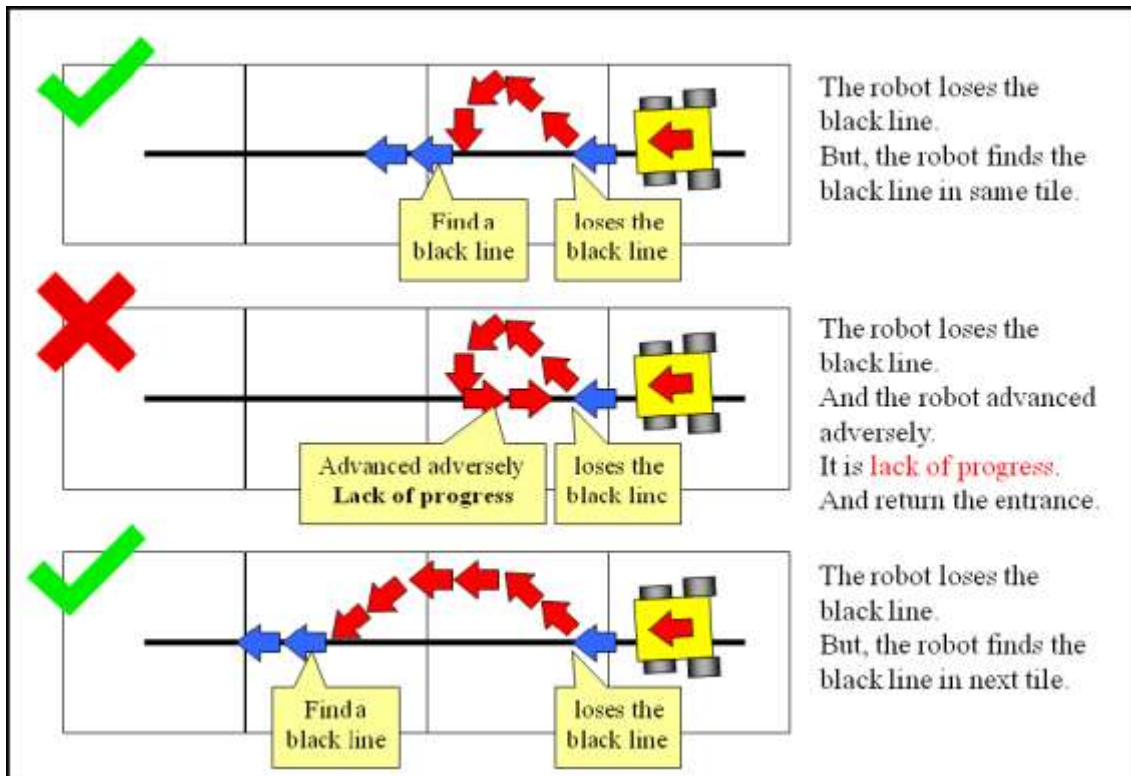 The robot loses the
black line.
But, the robot finds the
black line in same tile.
Find a
black line
loses the
black line
The robot loses the
black line.
And the robot advanced
adversely.
It is lack of progress.
And return the entrance.
Advanced adversely
Lack of progress
loses the
black line
The robot loses the
black line.
But, the robot finds the
black line in next tile.
Find a
black line
loses the
black line